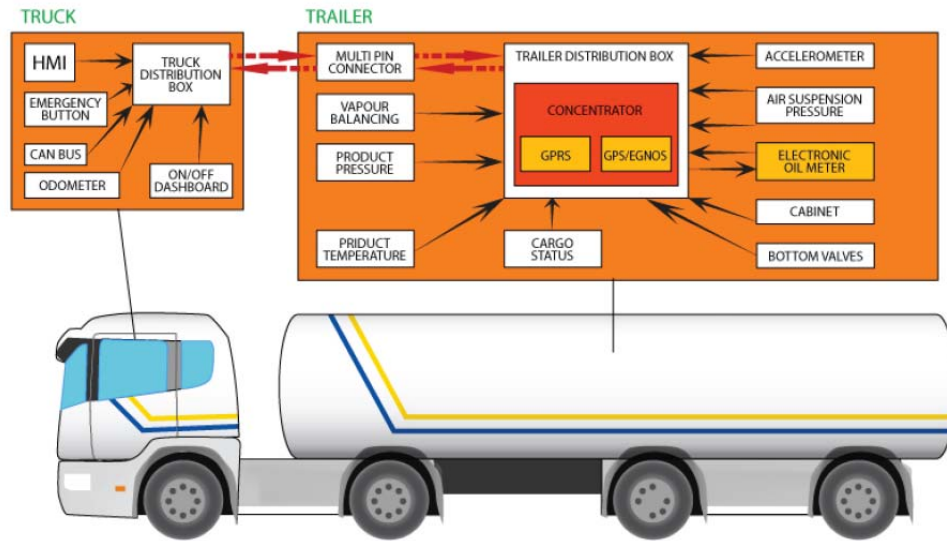 TRUCK
HMI
TRUCK
DISTRIBUTION
BOX
EMERGENCY
BUTTON
CAN BUS
ODOMETER
ON/OFF
DASHBOARD
TRAILER
MULTI PIN
CONNECTOR
TRAILER DISTRIBUTION BOX
ACCELEROMETER
VAPOUR
BALANCING
CONCENTRATOR
AIR SUSPENSION
PRESSURE
PRODUCT
PRESSURE
GPRS
GPS/EGNOS
ELECTRONIC
OIL METER
CABINET
PRIDUCT
TEMPERATURE
CARGO
STATUS
BOTTOM VALVES